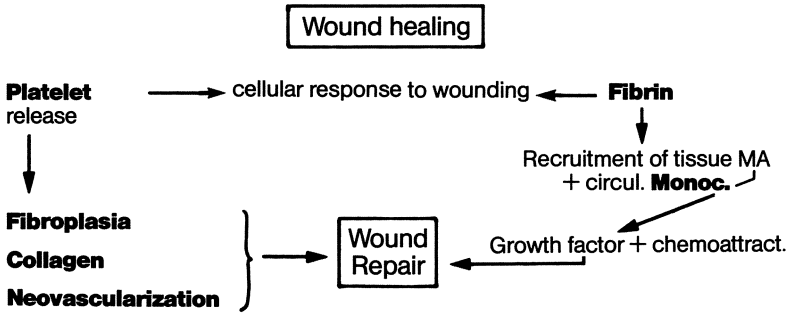 Wound healing
Platelet
release
cellular response to wounding
Fibrin
Recruitment of tissue MA
+ circul. Monoc.
Fibroplasia
Collagen
Neovascularization
Wound
Repair
Growth factor + chemoattract.